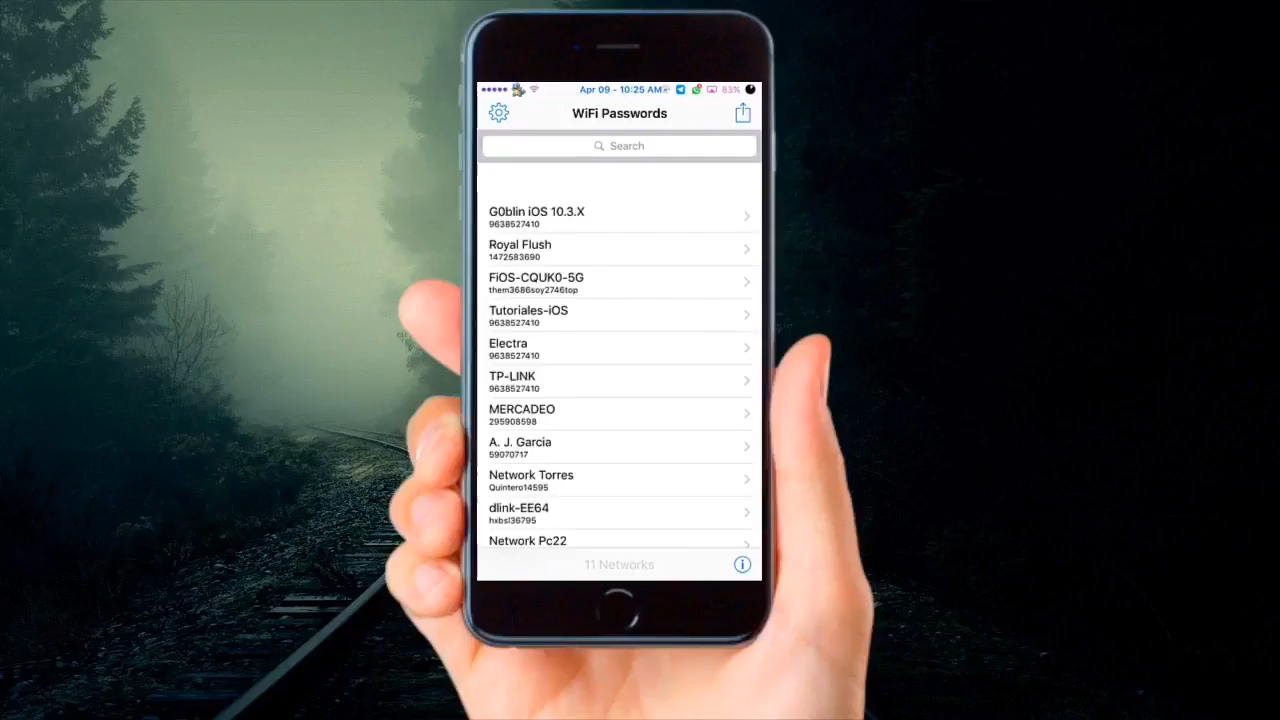 Apr 09 - 10:25 AM 83%
WiFi Passwords
Search
G0blin iOS 10.3.X
9638527410
Royal Flush
1472583690
FiOS-CQUK0-5G
them3686soy2746top
Tutoriales-iOS
9638527410
Electra
9638527410
TP-LINK
9638527410
MERCADEO
295908598
A. J. Garcia
59070717
Network Torres
Quintero14595
dlink-EE64
hxbsl36795
Network Pc22
11 Networks